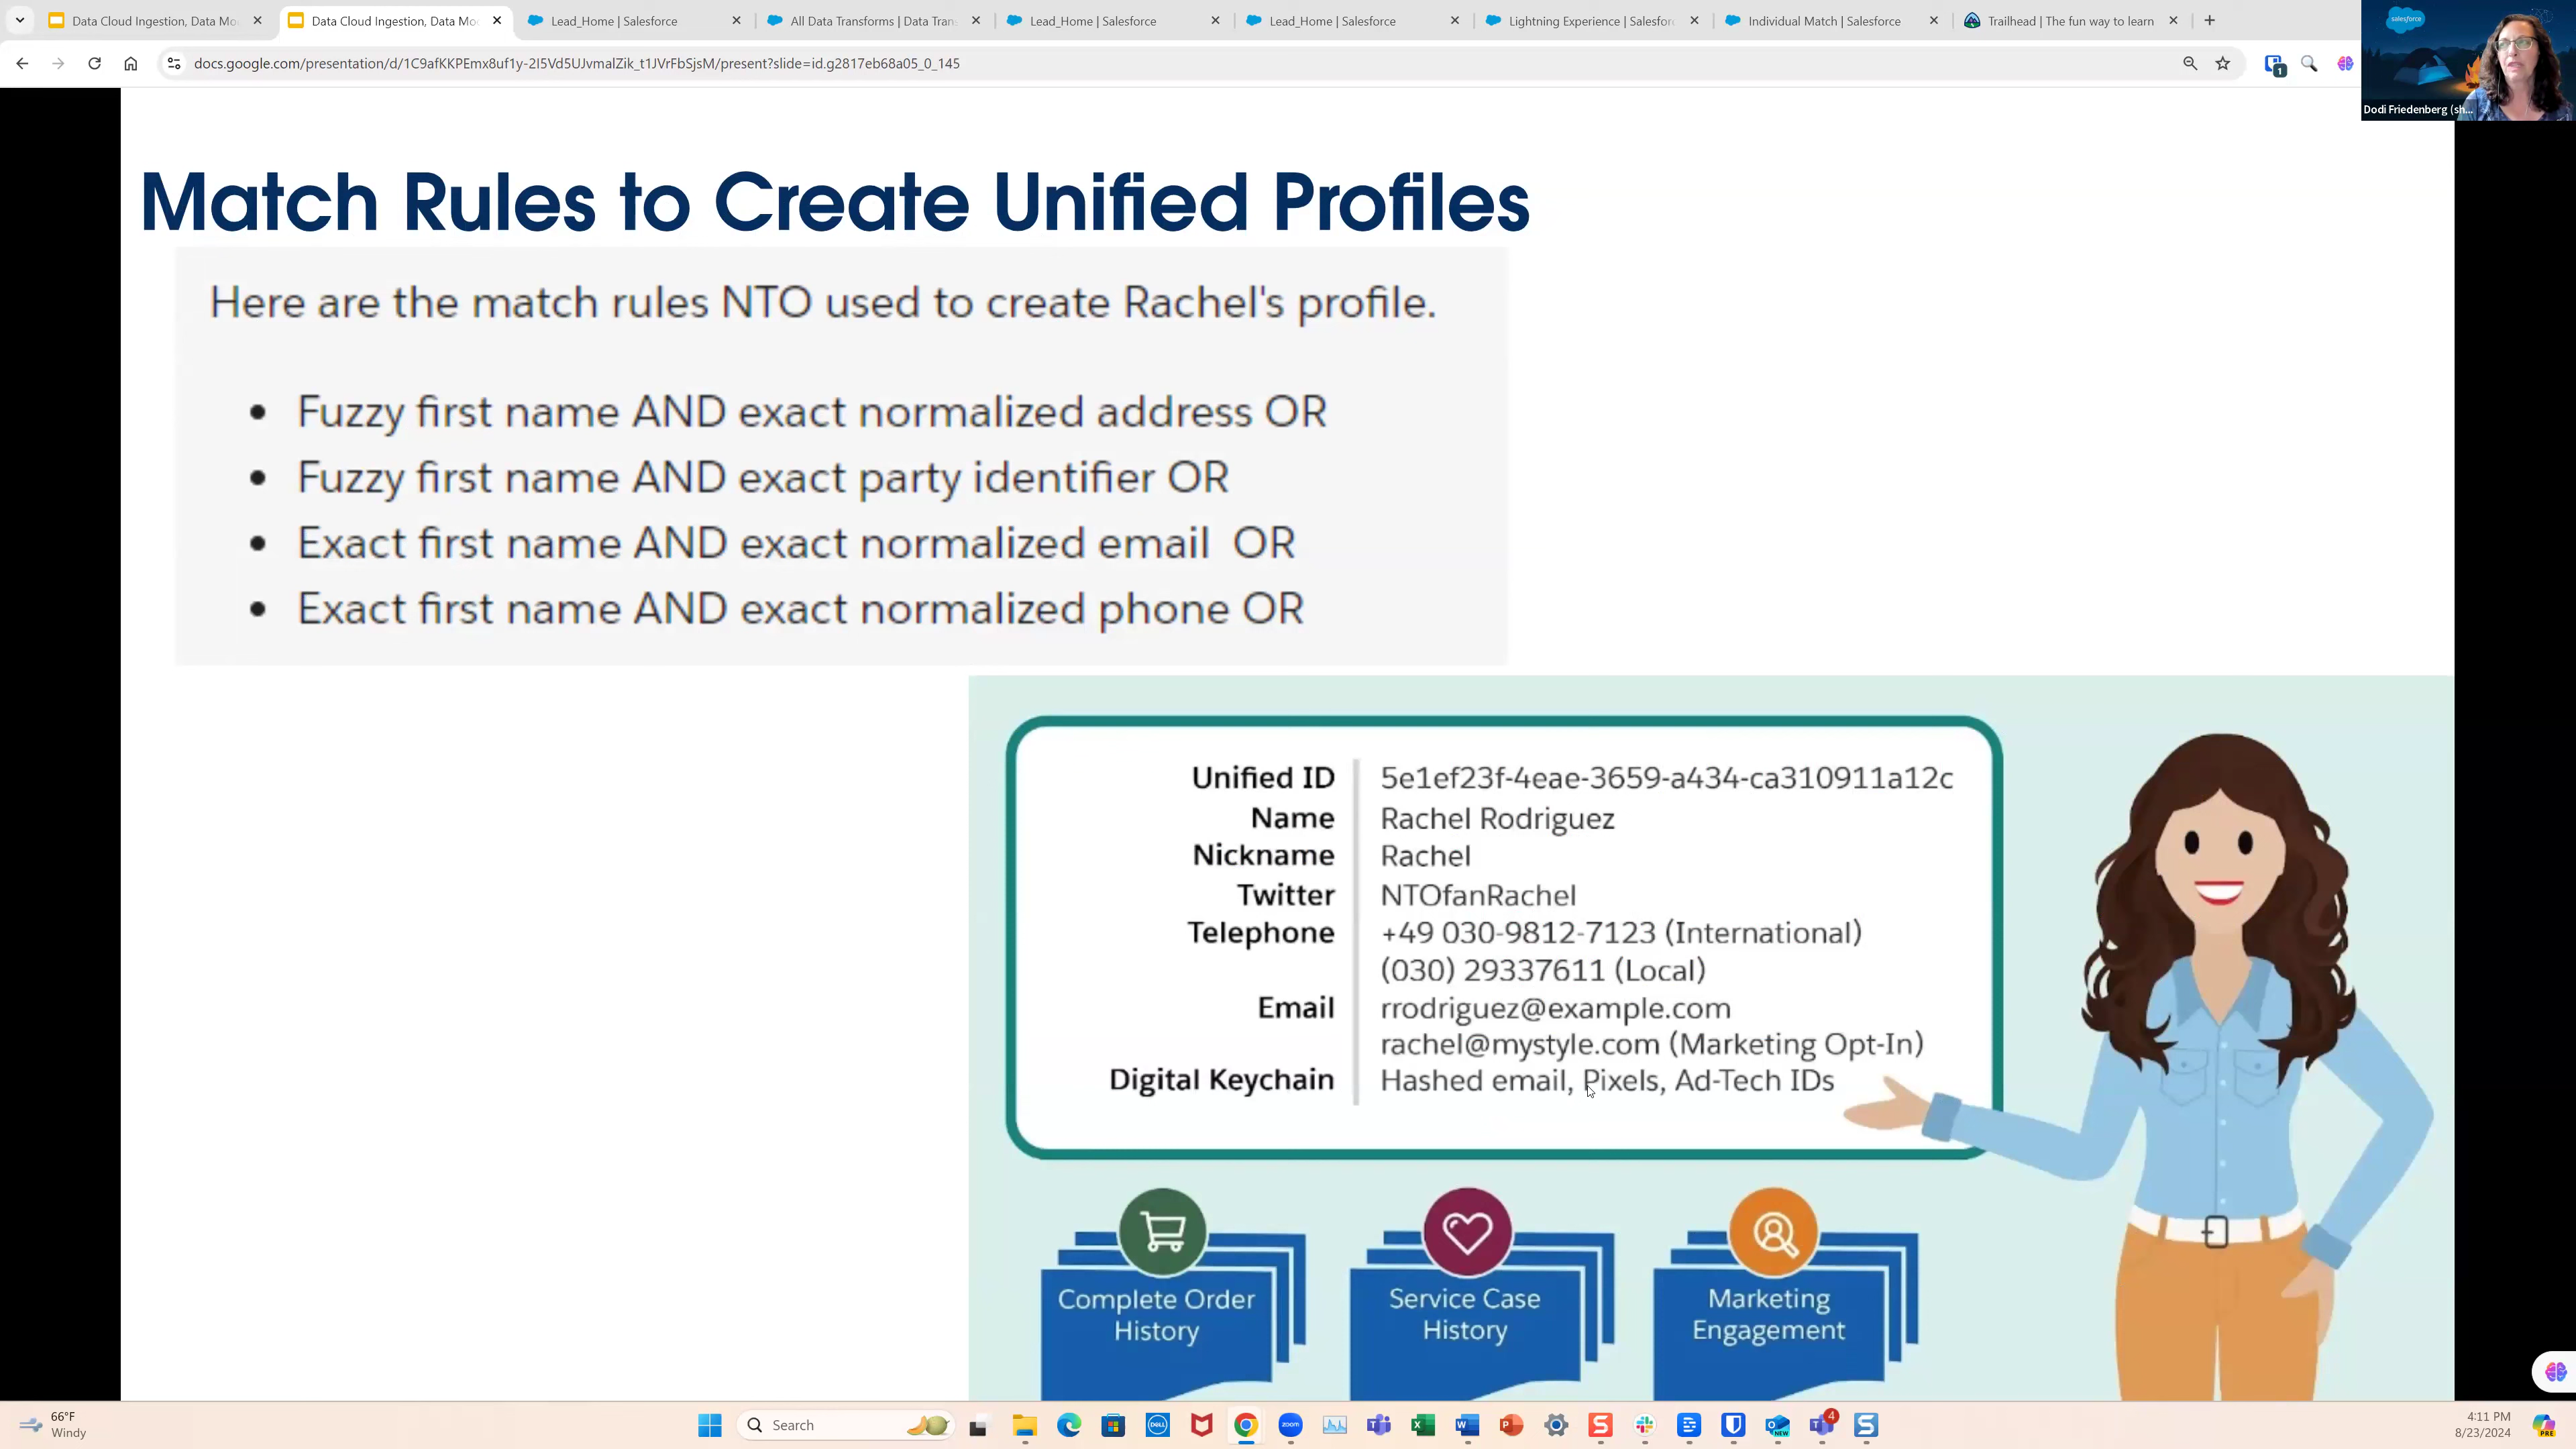 Data Cloud Ingestion, Data Mo
Data Cloud Ingestion, Data Mo
Lead_Home | Salesforce
All Data Transforms | Data Tran
Lead_Home | Salesforce
Lead_Home | Salesforce
Lightning Experience | Salesfor
Individual Match | Salesforce
Trailhead | The fun way to learn
docs.google.com/presentation/d/1C9afKKPEmx8uf1y-2I5Vd5UJvmalZik_t1JVrFbSjsM/present?slide=id.g2817eb68a05_0_145
1
salesforce
Dodi Friedenberg (sh...
Match Rules to Create Unified Profiles
Here are the match rules NTO used to create Rachel's profile.
• Fuzzy first name AND exact normalized address OR
• Fuzzy first name AND exact party identifier OR
• Exact first name AND exact normalized email OR
• Exact first name AND exact normalized phone OR
Unified ID 5e1ef23f-4eae-3659-a434-ca310911a12c
Name Rachel Rodriguez
Nickname Rachel
Twitter NTOfanRachel
Telephone +49 030-9812-7123 (International)
(030) 29337611 (Local)
Email rrodriguez@example.com
rachel@mystyle.com (Marketing Opt-In)
Digital Keychain Hashed email, Pixels, Ad-Tech IDs
Complete Order
History
Service Case
History
Marketing
Engagement
66°F
Windy
Search
DELL
zoom
4
NEW
4:11 PM
8/23/2024
PRE